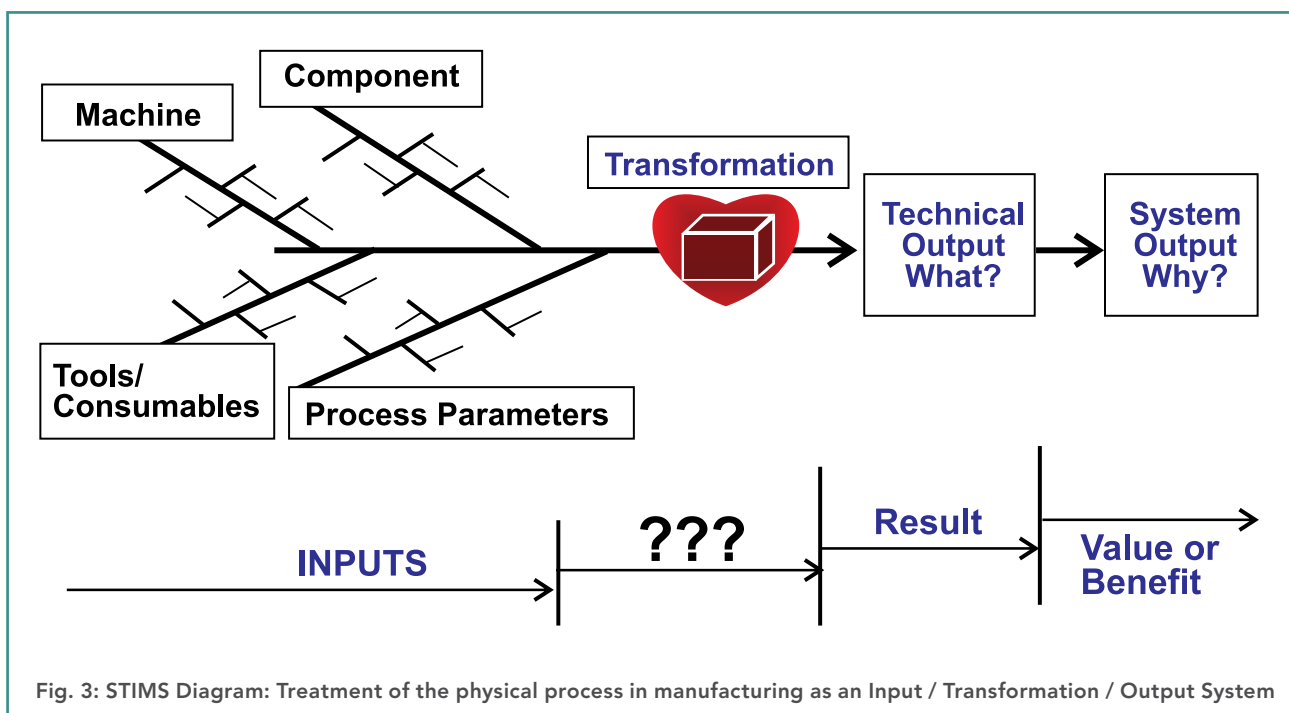 Component
Machine
Transformation
Technical
Output
What?
System
Output
Why?
Tools/
Consumables
Process Parameters
INPUTS
???
Result
Value or
Benefit
Fig. 3: STIMS Diagram: Treatment of the physical process in manufacturing as an Input / Transformation / Output System